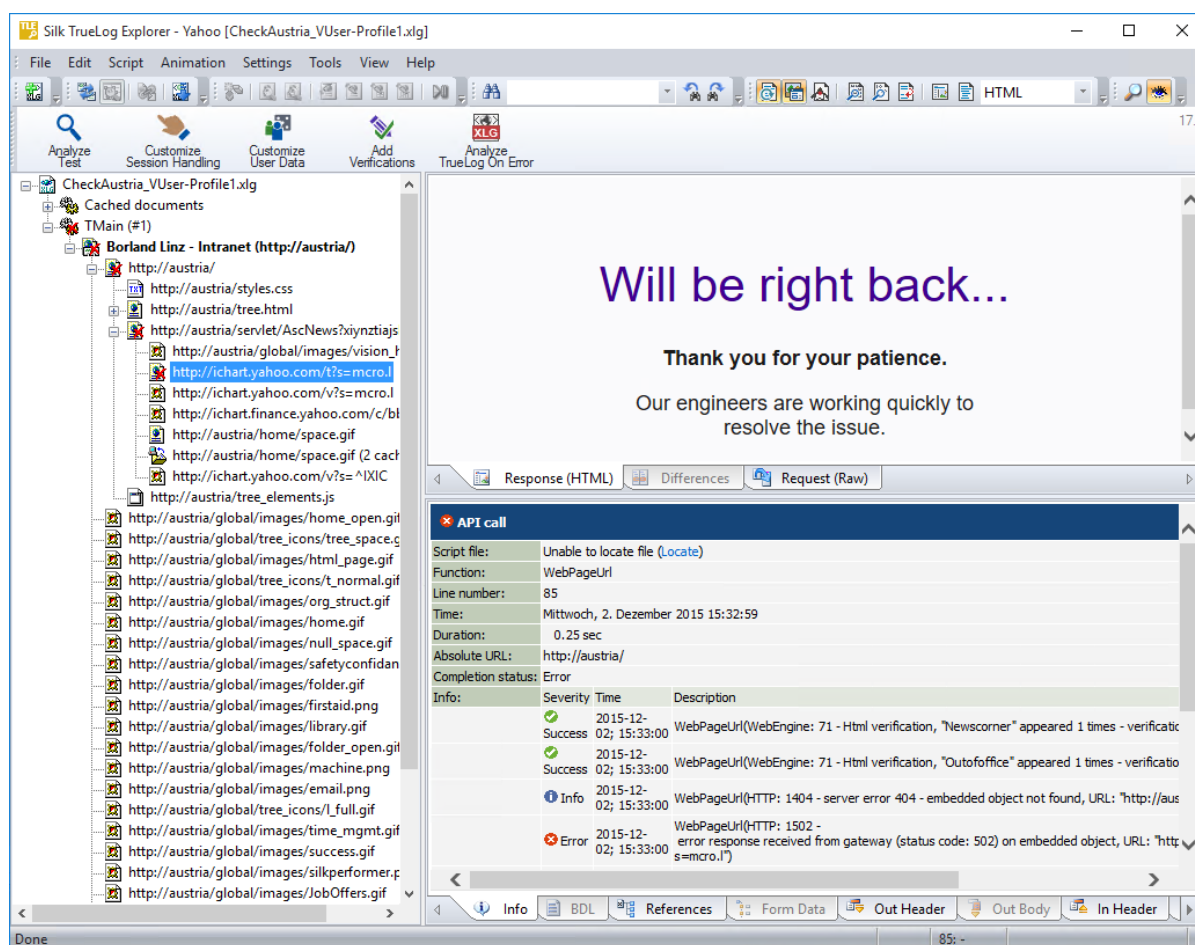 Silk TrueLog Explorer - Yahoo [CheckAustria_VUser-Profile1.xlg]
File Edit Script Animation Settings Tools View Help
HTML
17.
Analyze Test
Customize Session Handling
Customize User Data
Add Verifications
XLG
Analyze TrueLog On Error
CheckAustria_VUser-Profile1.xlg
Cached documents
TMain (#1)
Borland Linz - Intranet (http://austria/)
http://austria/
http://austria/styles.css
http://austria/tree.html
http://austria/servlet/AscNews?xiynztiajs
http://austria/global/images/vision_h
http://ichart.yahoo.com/t?s=mcro.l
http://ichart.yahoo.com/v?s=mcro.l
http://ichart.finance.yahoo.com/c/bb
http://austria/home/space.gif
http://austria/home/space.gif (2 cach
http://ichart.yahoo.com/v?s=^IXIC
http://austria/tree_elements.js
http://austria/global/images/home_open.gif
http://austria/global/tree_icons/tree_space.g
http://austria/global/images/html_page.gif
http://austria/global/tree_icons/t_normal.gif
http://austria/global/images/org_struct.gif
http://austria/global/images/home.gif
http://austria/global/images/null_space.gif
http://austria/global/images/safetyconfidan
http://austria/global/images/folder.gif
http://austria/global/images/firstaid.png
http://austria/global/images/library.gif
http://austria/global/images/folder_open.gif
http://austria/global/images/machine.png
http://austria/global/images/email.png
http://austria/global/tree_icons/l_full.gif
http://austria/global/images/time_mgmt.gif
http://austria/global/images/success.gif
http://austria/global/images/silkperformer.p
http://austria/global/images/JobOffers.gif
Will be right back...
Thank you for your patience.
Our engineers are working quickly to
resolve the issue.
Response (HTML) Differences Request (Raw)
API call
Script file: Unable to locate file (Locate)
Function: WebPageUrl
Line number: 85
Time: Mittwoch, 2. Dezember 2015 15:32:59
Duration: 0.25 sec
Absolute URL: http://austria/
Completion status: Error
Info: Severity Time Description
Success 2015-12-02; 15:33:00 WebPageUrl(WebEngine: 71 - Html verification, "Newscorner" appeared 1 times - verificatic
Success 2015-12-02; 15:33:00 WebPageUrl(WebEngine: 71 - Html verification, "Outofoffice" appeared 1 times - verificatio
Info 2015-12-02; 15:33:00 WebPageUrl(HTTP: 1404 - server error 404 - embedded object not found, URL: "http://aus
Error 2015-12-02; 15:33:00 WebPageUrl(HTTP: 1502 -
error response received from gateway (status code: 502) on embedded object, URL: "http
s=mcro.l")
Info BDL References Form Data Out Header Out Body In Header
Done
85: -